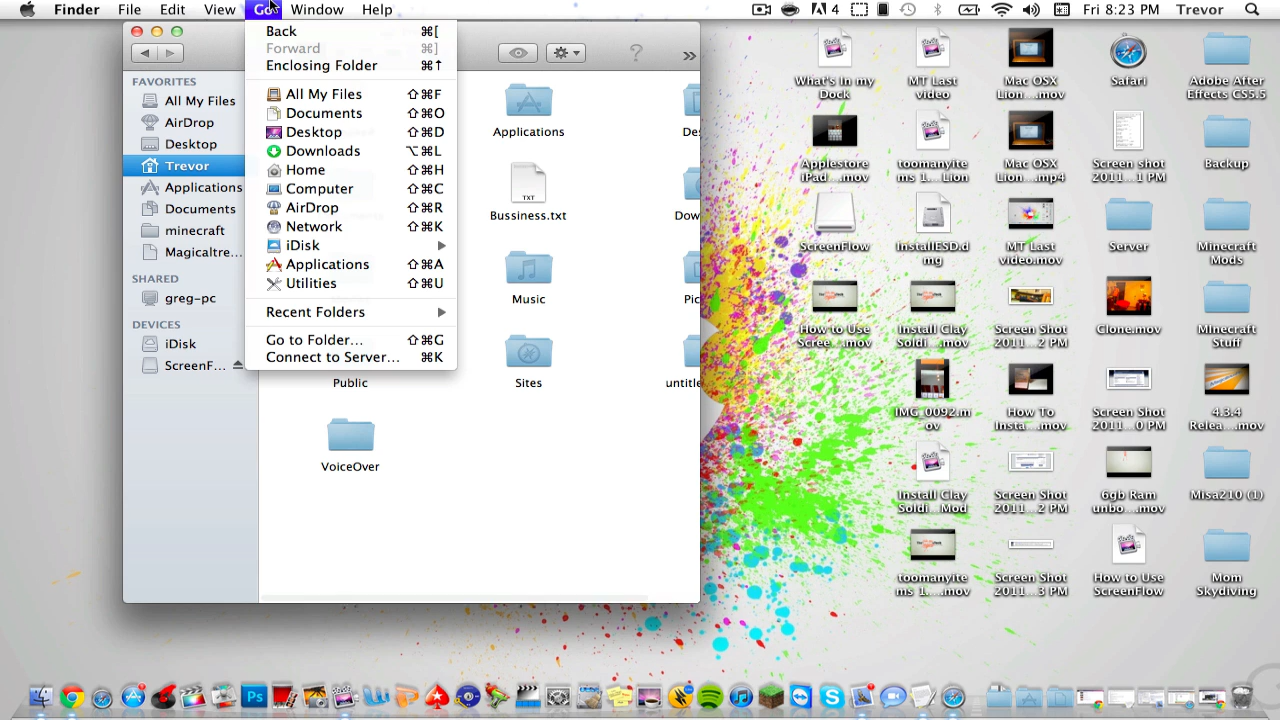 Finder File Edit View Go Window Help 4 Fri 8:23 PM Trevor
Back ⌘[
Forward ⌘]
Enclosing Folder ⌘↑
All My Files ⇧⌘F
Documents ⇧⌘O
Desktop ⇧⌘D
Downloads ⌥⌘L
Home ⇧⌘H
Computer ⇧⌘C
AirDrop ⇧⌘R
Network ⇧⌘K
iDisk
Applications ⇧⌘A
Utilities ⇧⌘U
Recent Folders
Go to Folder... ⇧⌘G
Connect to Server... ⌘K
FAVORITES
All My Files
AirDrop
Desktop
Trevor
Applications
Documents
minecraft
Magicaltre...
SHARED
greg-pc
DEVICES
iDisk
ScreenF...
Applications
Des
TXT
Bussiness.txt
Dow
Music
Pic
Public
Sites
untitle
VoiceOver
What's In my
Dock
MT Last
video
Mac OSX
Lion ....mov
Safari
Adobe After
Effects CS5.5
Applestore
iPad....mov
toomanyite
ms 1.... Lion
Mac OSX
Lion....mp4
Screen Shot
2011...1 PM
Backup
ScreenFlow
InstallESD.d
mg
MT Last
video.mov
Server
Minecraft
Mods
How to Use
Scree....mov
Install Clay
Soldi....mov
Screen Shot
2011...2 PM
Clone.mov
MInecraft
Stuff
IMG_0092.m
ov
How To
Insta....mov
Screen Shot
2011...0 PM
4.3.4
Relea....mov
Install Clay
Soldi...Mod
Screen Shot
2011...2 PM
6gb Ram
unbo....mov
Misa210 (1)
toomanyite
ms 1....mov
Screen Shot
2011...3 PM
How to Use
ScreenFlow
Mom
Skydiving
Ps